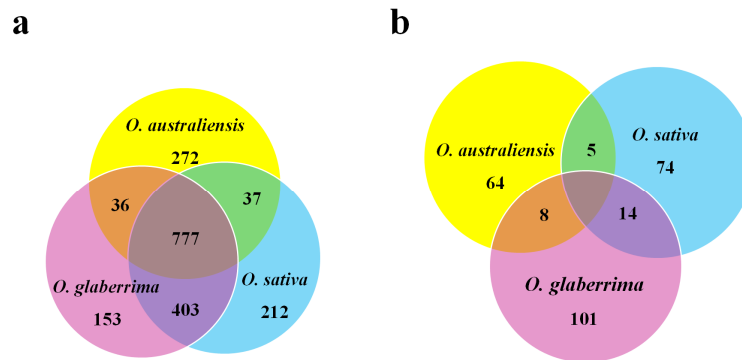 a
O. australiensis
272
36
37
777
O. glaberrima
O. sativa
153
403
212
b
O. australiensis
5
O. sativa
64
74
8
14
O. glaberrima
101